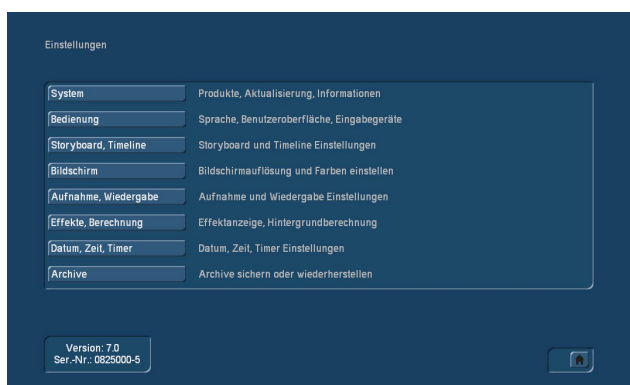 Einstellungen
System Produkte, Aktualisierung, Informationen
Bedienung Sprache, Benutzeroberfläche, Eingabegeräte
Storyboard, Timeline Storyboard und Timeline Einstellungen
Bildschirm Bildschirmauflösung und Farben einstellen
Aufnahme, Wiedergabe Aufnahme und Wiedergabe Einstellungen
Effekte, Berechnung Effektanzeige, Hintergrundberechnung
Datum, Zeit, Timer Datum, Zeit, Timer Einstellungen
Archive Archive sichern oder wiederherstellen
Version: 7.0
Ser.-Nr.: 0825000-5